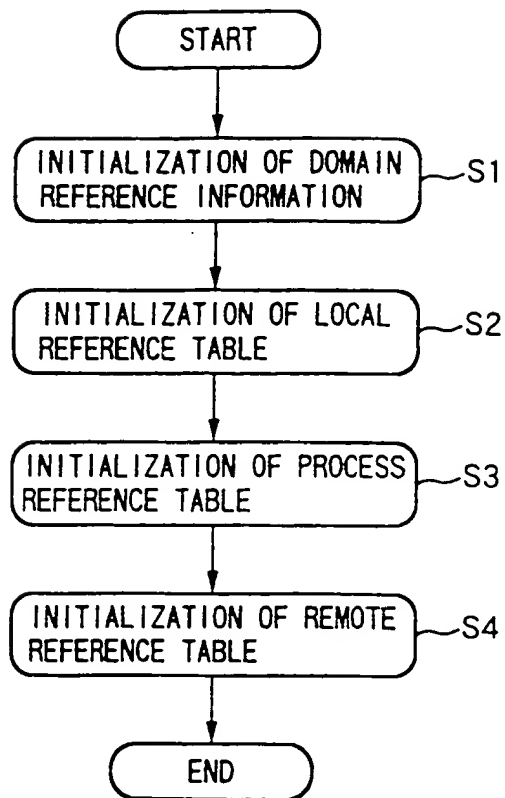 START
INITIALIZATION OF DOMAIN
REFERENCE INFORMATION
S1
INITIALIZATION OF LOCAL
REFERENCE TABLE
S2
INITIALIZATION OF PROCESS
REFERENCE TABLE
S3
INITIALIZATION OF REMOTE
REFERENCE TABLE
S4
END